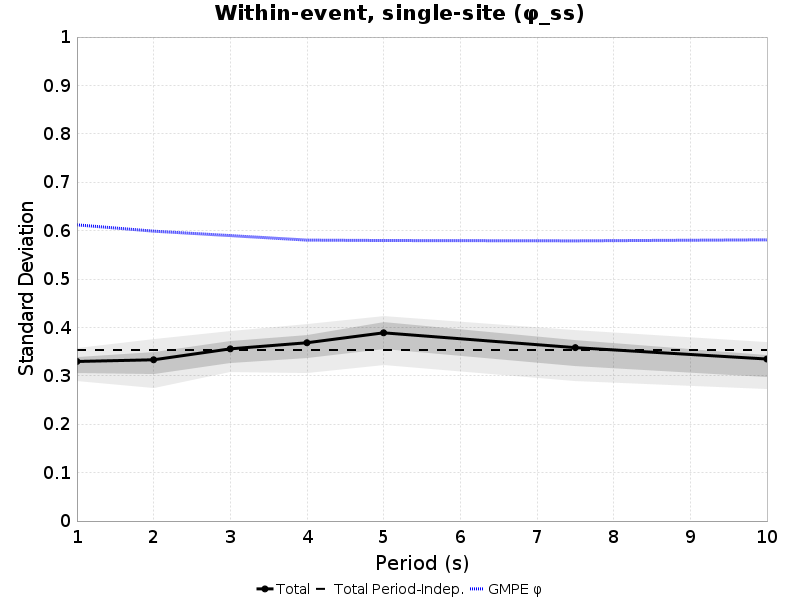 Within-event, single-site (φ_ss)
1
0.9
0.8
0.7
0.6
0.5
0.4
0.3
0.2
0.1
0
Standard Deviation
1 2 3 4 5 6 7 8 9 10
Period (s)
Total Total Period-Indep. GMPE φ